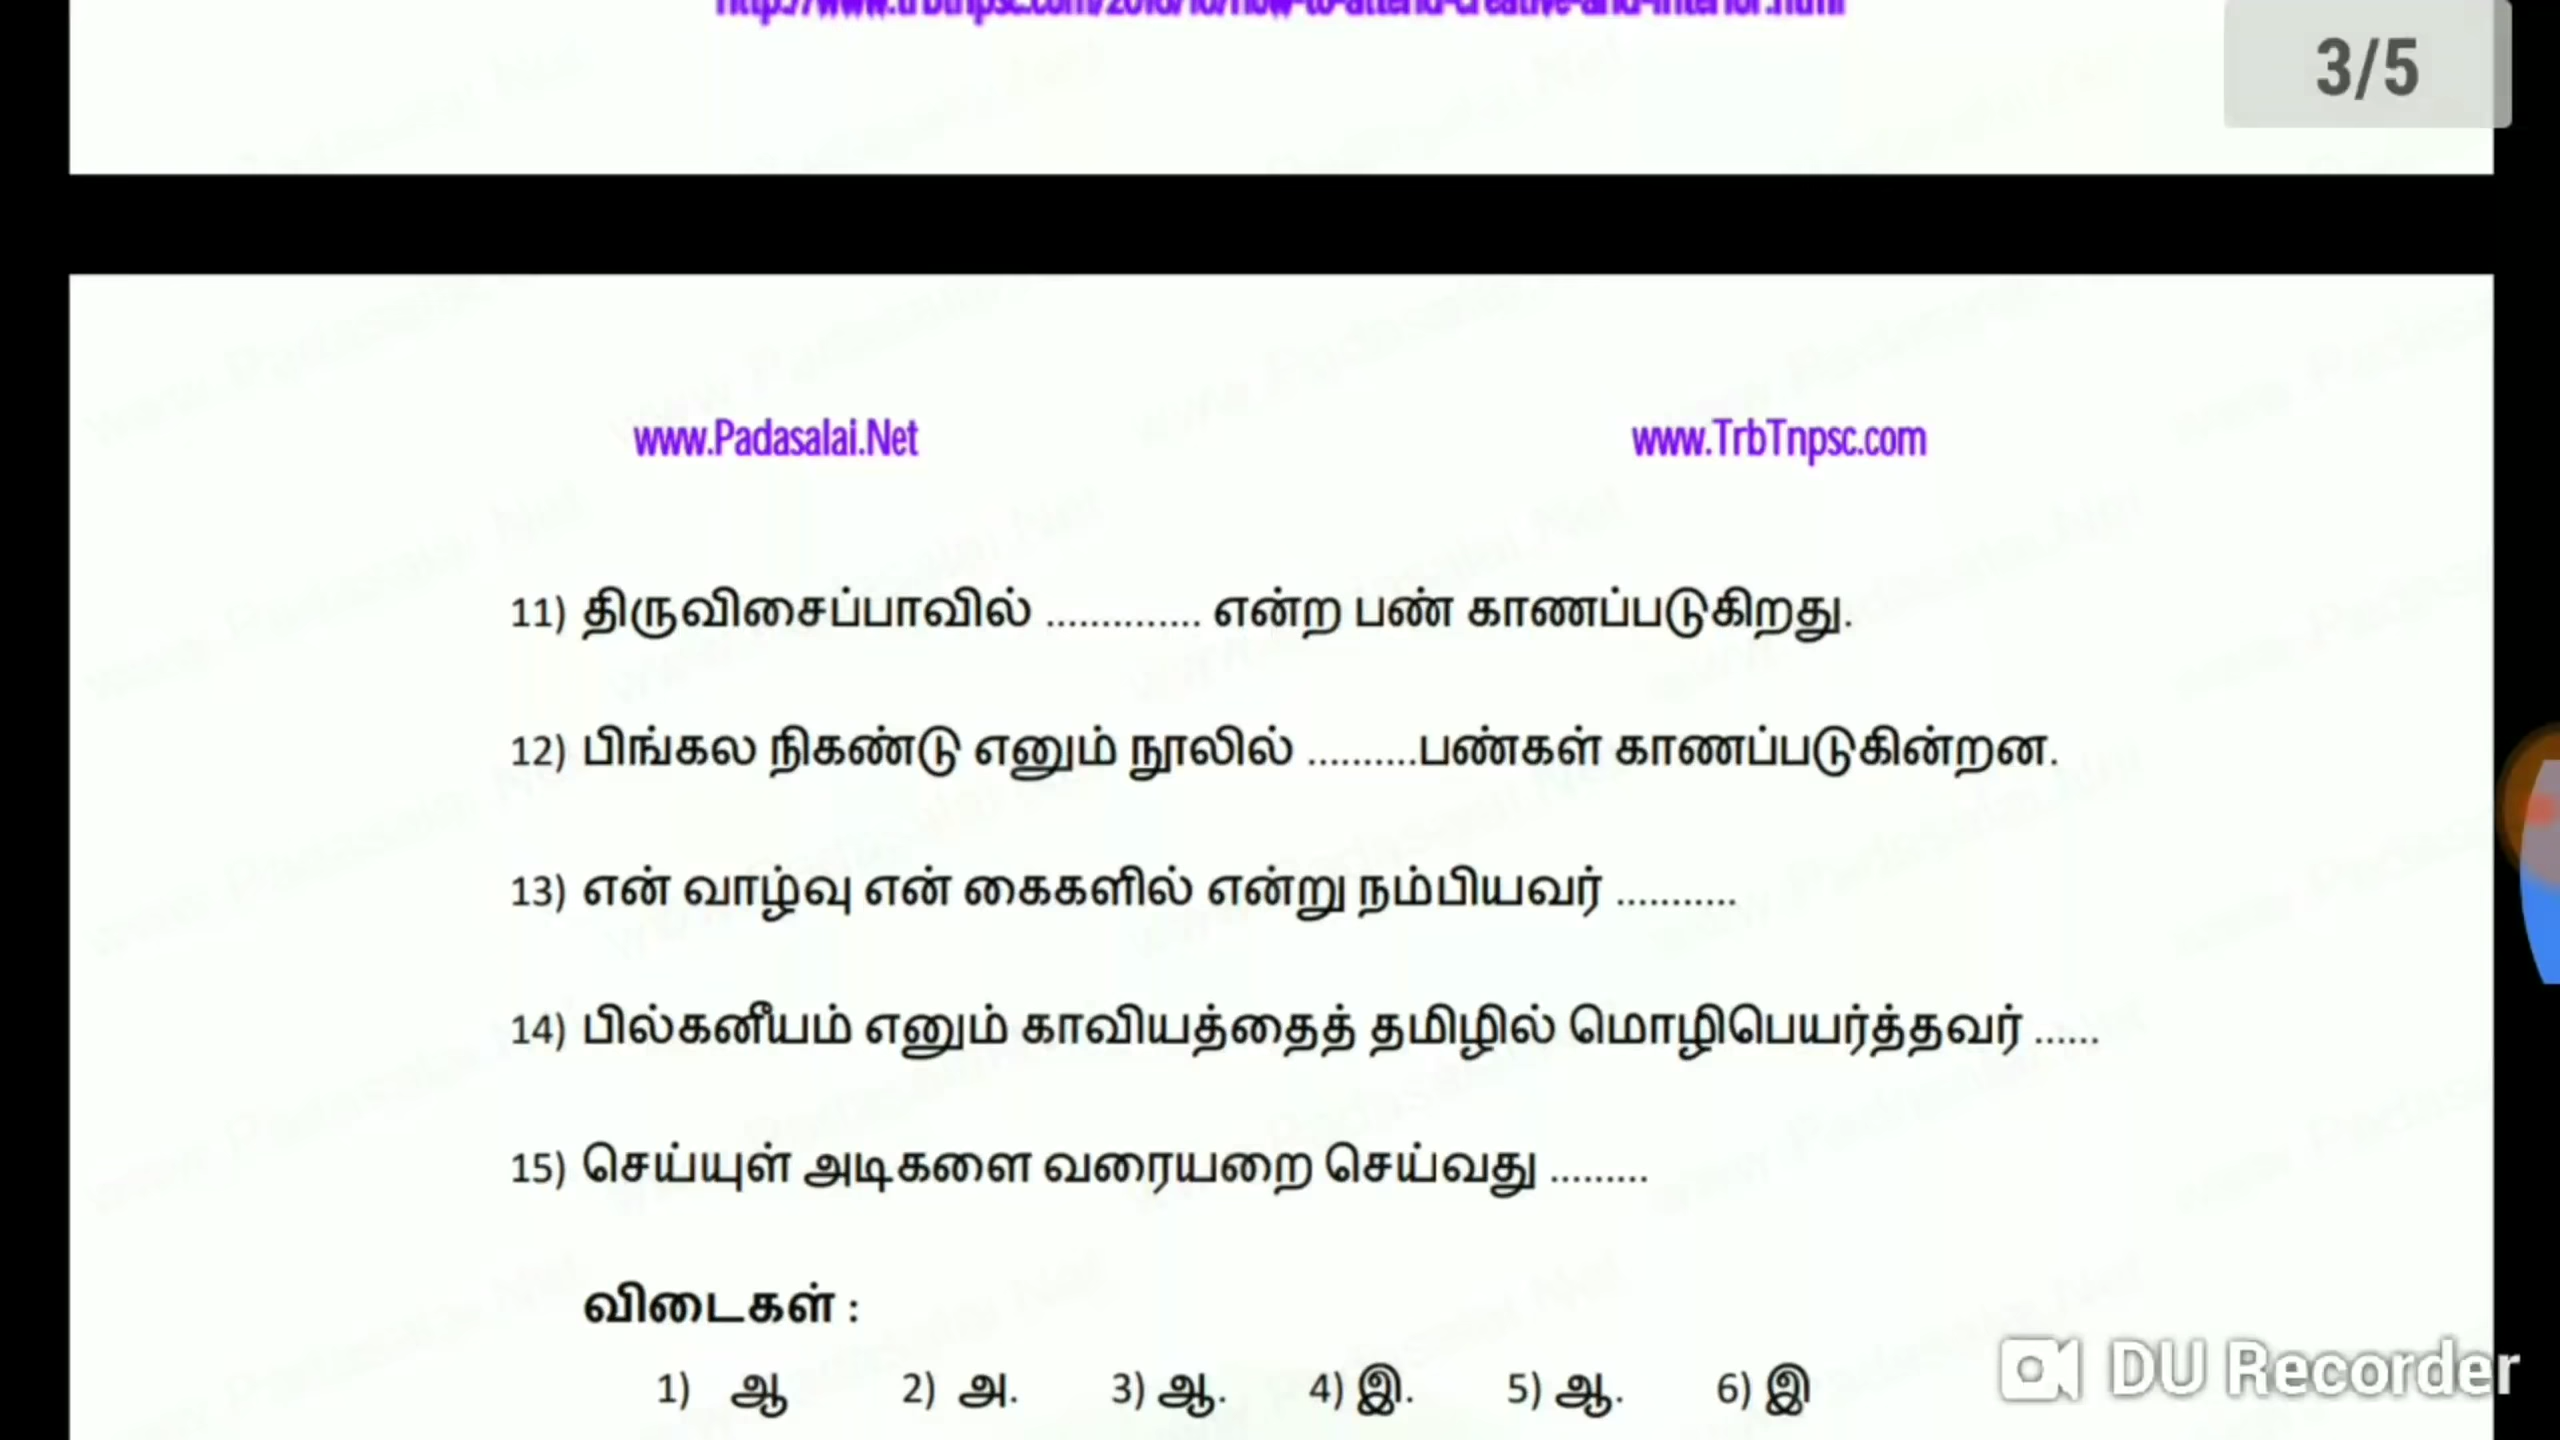 3/5
www.Padasalai.Net www.TrbTnpsc.com
11) திருவிசைப்பாவில் .............. என்ற பண் காணப்படுகிறது.
12) பிங்கல நிகண்டு எனும் நூலில் ..........பண்கள் காணப்படுகின்றன.
13) என் வாழ்வு என் கைகளில் என்று நம்பியவர் ...........
14) பில்கனீயம் எனும் காவியத்தைத் தமிழில் மொழிபெயர்த்தவர் ......
15) செய்யுள் அடிகளை வரையறை செய்வது .........
விடைகள் :
1) ஆ 2) அ. 3) ஆ. 4) இ. 5) ஆ. 6) இ
DU Recorder